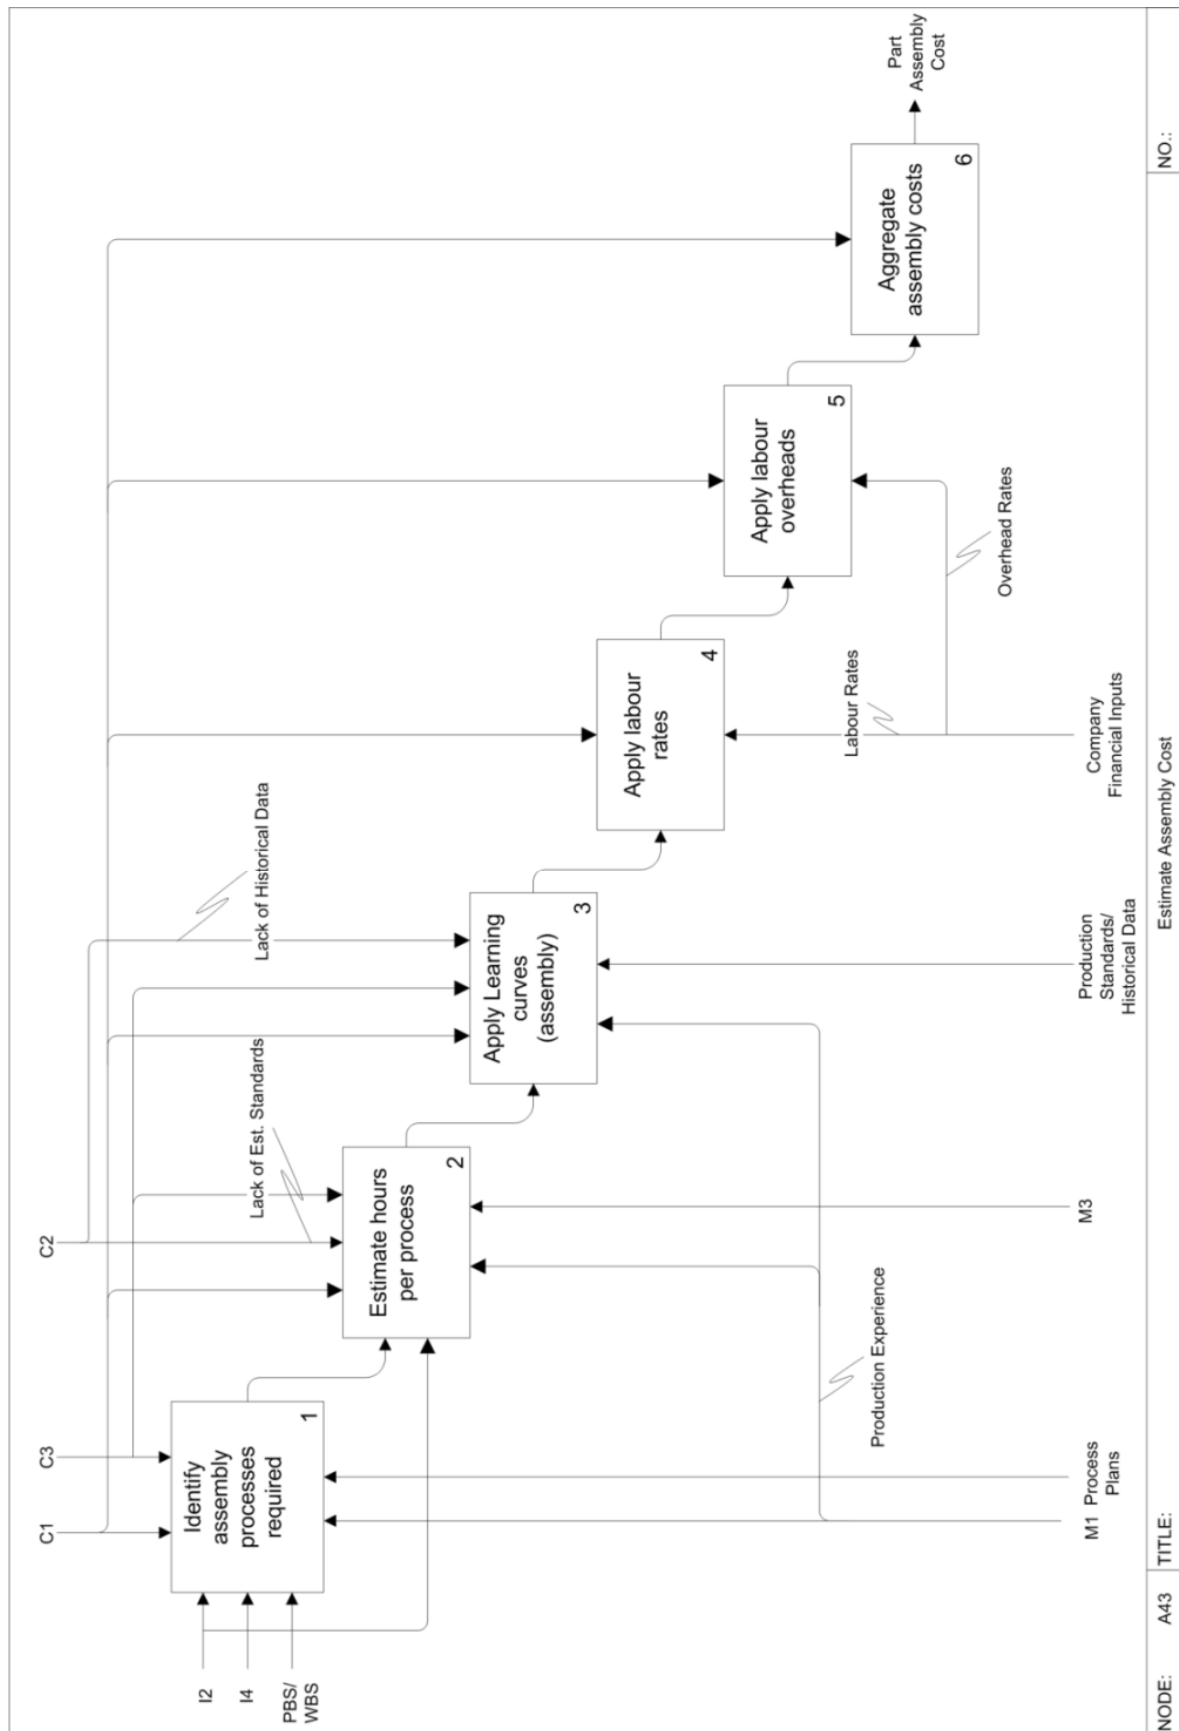 C1
C3
C2
I2
I4
PBS/
WBS
Identify
assembly
processes
required
1
Estimate hours
per process
2
Lack of Est. Standards
Apply Learning
curves
(assembly)
3
Lack of Historical Data
Apply labour
rates
4
Apply labour
overheads
5
Aggregate
assembly costs
6
Part
Assembly
Cost
Production Experience
Labour Rates
Overhead Rates
M1
Process
Plans
M3
Production
Standards/
Historical Data
Company
Financial Inputs
NODE:
A43
TITLE:
Estimate Assembly Cost
NO.: